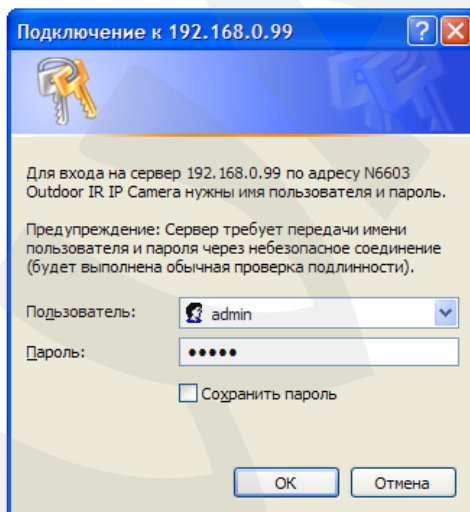 Подключение к 192.168.0.99
Для входа на сервер 192.168.0.99 по адресу N6603
Outdoor IR IP Camera нужны имя пользователя и пароль.
Предупреждение: Сервер требует передачи имени
пользователя и пароля через небезопасное соединение
(будет выполнена обычная проверка подлинности).
Пользователь: admin
Пароль: •••••
Сохранить пароль
ОК Отмена